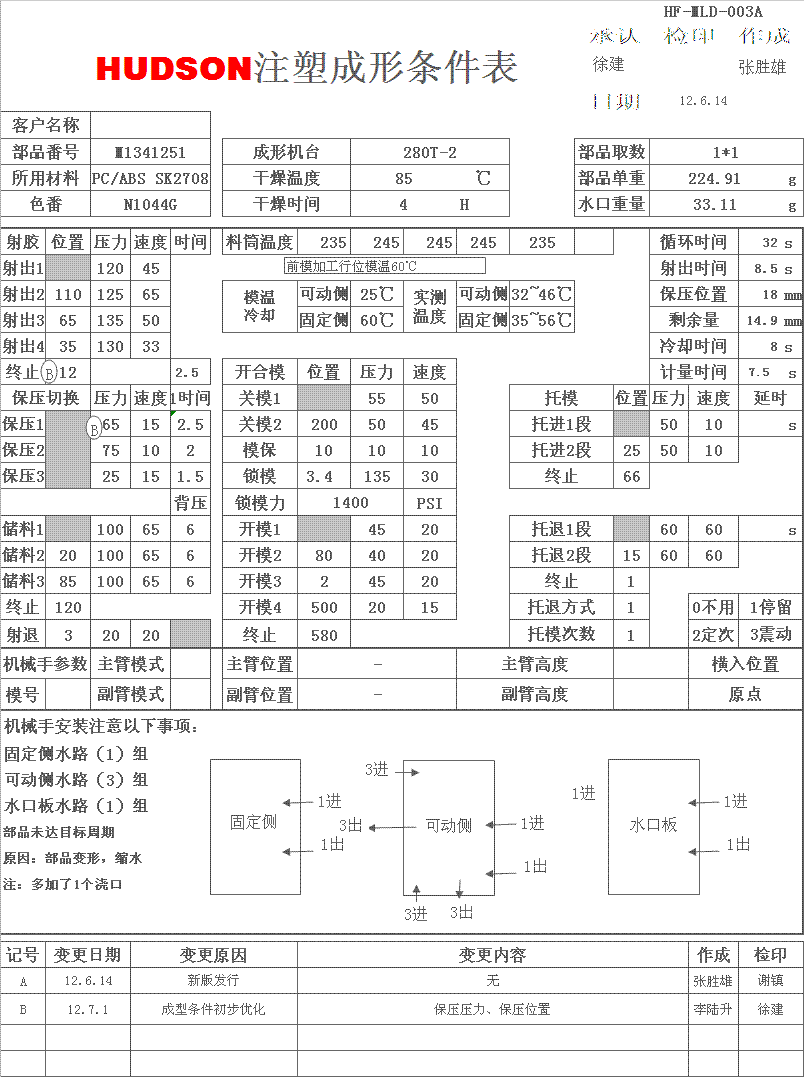 HF-MLD-003A
承认 检印 作成
HUDSON注塑成形条件表
徐建 张胜雄
日期 12.6.14
客户名称
部品番号 M1341251 成形机台 280T-2 部品取数 1*1
所用材料 PC/ABS SK2708 干燥温度 85 ℃ 部品单重 224.91 g
色番 N1044G 干燥时间 4 H 水口重量 33.11 g
射胶 位置 压力 速度 时间 料筒温度 235 245 245 245 235 循环时间 32 s
射出1 120 45 前模加工行位模温60℃ 射出时间 8.5 s
射出2 110 125 65 模温冷却 可动侧 25℃ 实测温度 可动侧 32~46℃ 保压位置 18 mm
射出3 65 135 50 固定侧 60℃ 固定侧 35~56℃ 剩余量 14.9 mm
射出4 35 130 33 冷却时间 8 s
终止 B 12 2.5 开合模 位置 压力 速度 计量时间 7.5 s
保压切换 压力 速度 1时间 关模1 55 50 托模 位置 压力 速度 延时
保压1 B 65 15 2.5 关模2 200 50 45 托进1段 50 10 s
保压2 75 10 2 模保 10 10 10 托进2段 25 50 10
保压3 25 15 1.5 锁模 3.4 135 30 终止 66
背压 锁模力 1400 PSI
储料1 100 65 6 开模1 45 20 托退1段 60 60 s
储料2 20 100 65 6 开模2 80 40 20 托退2段 15 60 60
储料3 85 100 65 6 开模3 2 45 20 终止 1
终止 120 开模4 500 20 15 托退方式 1 0不用 1停留
射退 3 20 20 终止 580 托模次数 1 2定次 3震动
机械手参数 主臂模式 主臂位置 - 主臂高度 横入位置
模号 副臂模式 副臂位置 - 副臂高度 原点
机械手安装注意以下事项:
固定侧水路（1）组
可动侧水路（3）组
水口板水路（1）组
部品未达目标周期
原因: 部品变形，缩水
注: 多加了1个浇口
固定侧 1进 1出
3进 3出 可动侧 1进 1出 3进 3出
1进 水口板 1进 1出
记号 变更日期 变更原因 变更内容 作成 检印
A 12.6.14 新版发行 无 张胜雄 谢镇
B 12.7.1 成型条件初步优化 保压压力、保压位置 李陆升 徐建